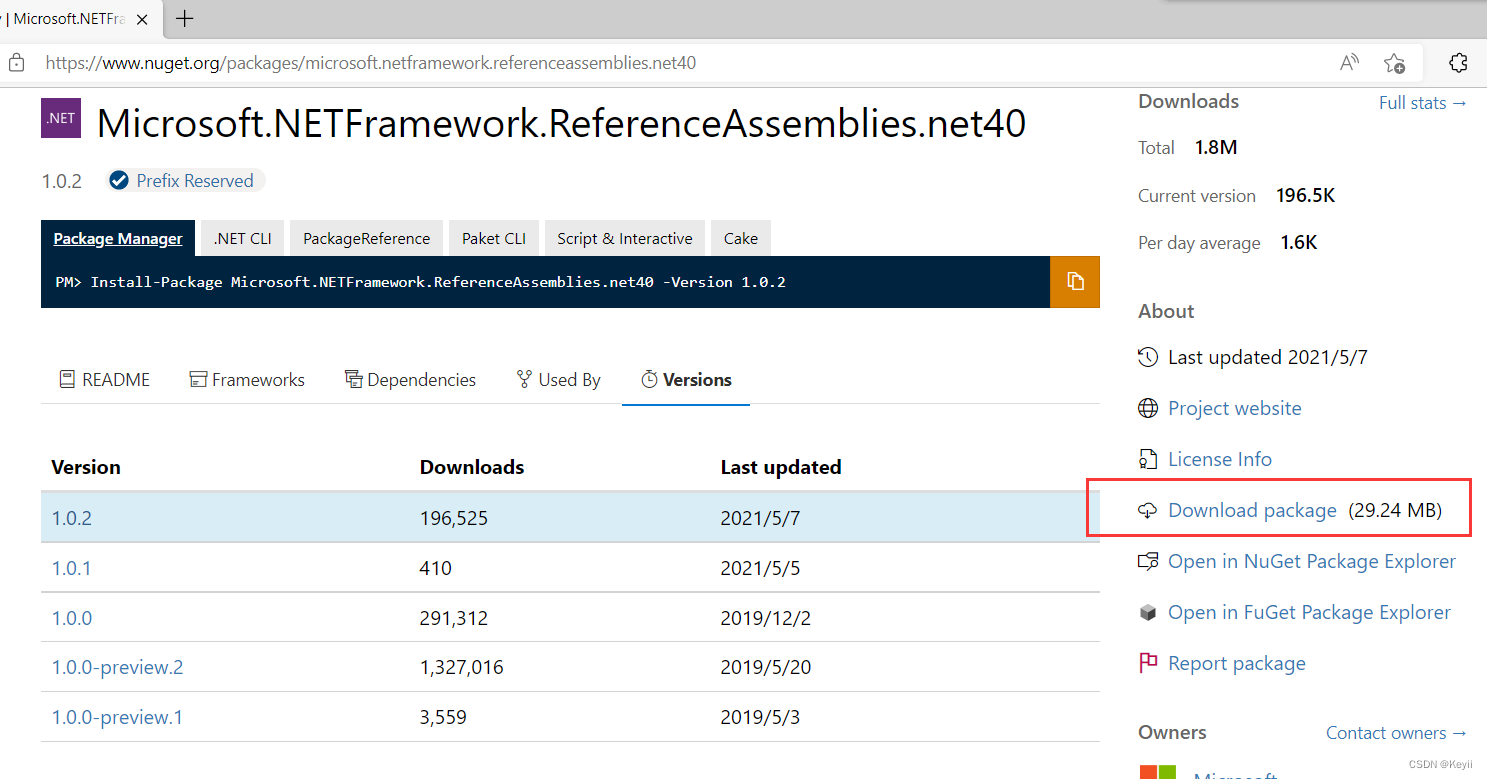 | Microsoft.NETFra
https://www.nuget.org/packages/microsoft.netframework.referenceassemblies.net40
.NET
Microsoft.NETFramework.ReferenceAssemblies.net40
1.0.2 Prefix Reserved
Package Manager .NET CLI PackageReference Paket CLI Script & Interactive Cake
PM> Install-Package Microsoft.NETFramework.ReferenceAssemblies.net40 -Version 1.0.2
README Frameworks Dependencies Used By Versions
Version Downloads Last updated
1.0.2 196,525 2021/5/7
1.0.1 410 2021/5/5
1.0.0 291,312 2019/12/2
1.0.0-preview.2 1,327,016 2019/5/20
1.0.0-preview.1 3,559 2019/5/3
Downloads Full stats →
Total 1.8M
Current version 196.5K
Per day average 1.6K
About
Last updated 2021/5/7
Project website
License Info
Download package (29.24 MB)
Open in NuGet Package Explorer
Open in FuGet Package Explorer
Report package
Owners Contact owners →
Microsoft
CSDN @Keyii